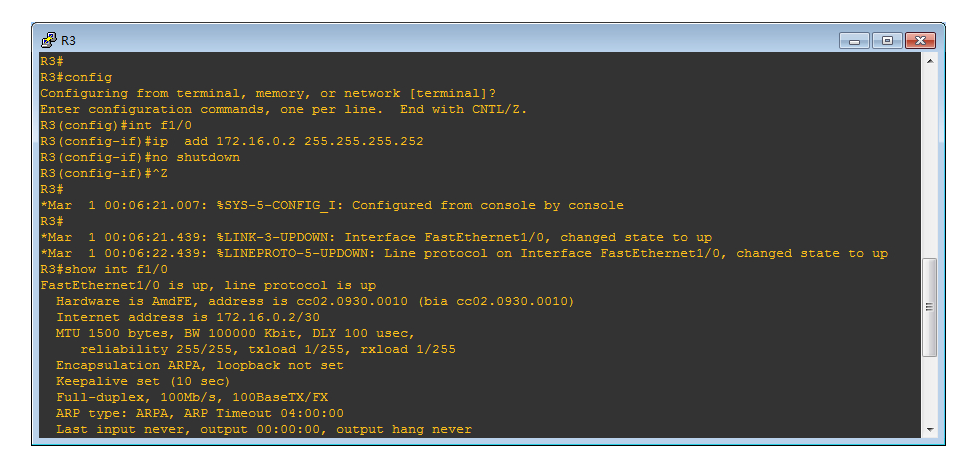 R3
R3#
R3#config
Configuring from terminal, memory, or network [terminal]?
Enter configuration commands, one per line.  End with CNTL/Z.
R3(config)#int f1/0
R3(config-if)#ip  add 172.16.0.2 255.255.255.252
R3(config-if)#no shutdown
R3(config-if)#^Z
R3#
*Mar  1 00:06:21.007: %SYS-5-CONFIG_I: Configured from console by console
R3#
*Mar  1 00:06:21.439: %LINK-3-UPDOWN: Interface FastEthernet1/0, changed state to up
*Mar  1 00:06:22.439: %LINEPROTO-5-UPDOWN: Line protocol on Interface FastEthernet1/0, changed state to up
R3#show int f1/0
FastEthernet1/0 is up, line protocol is up
  Hardware is AmdFE, address is cc02.0930.0010 (bia cc02.0930.0010)
  Internet address is 172.16.0.2/30
  MTU 1500 bytes, BW 100000 Kbit, DLY 100 usec,
     reliability 255/255, txload 1/255, rxload 1/255
  Encapsulation ARPA, loopback not set
  Keepalive set (10 sec)
  Full-duplex, 100Mb/s, 100BaseTX/FX
  ARP type: ARPA, ARP Timeout 04:00:00
  Last input never, output 00:00:00, output hang never